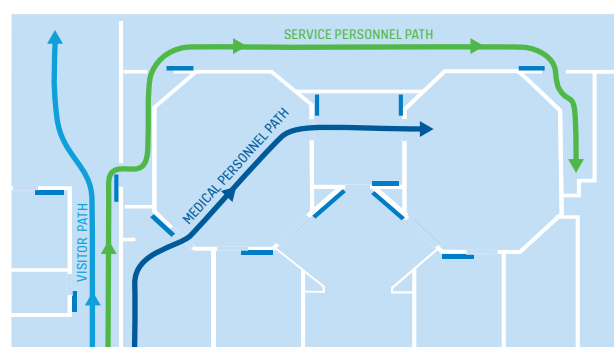 SERVICE PERSONNEL PATH
MEDICAL PERSONNEL PATH
VISITOR PATH